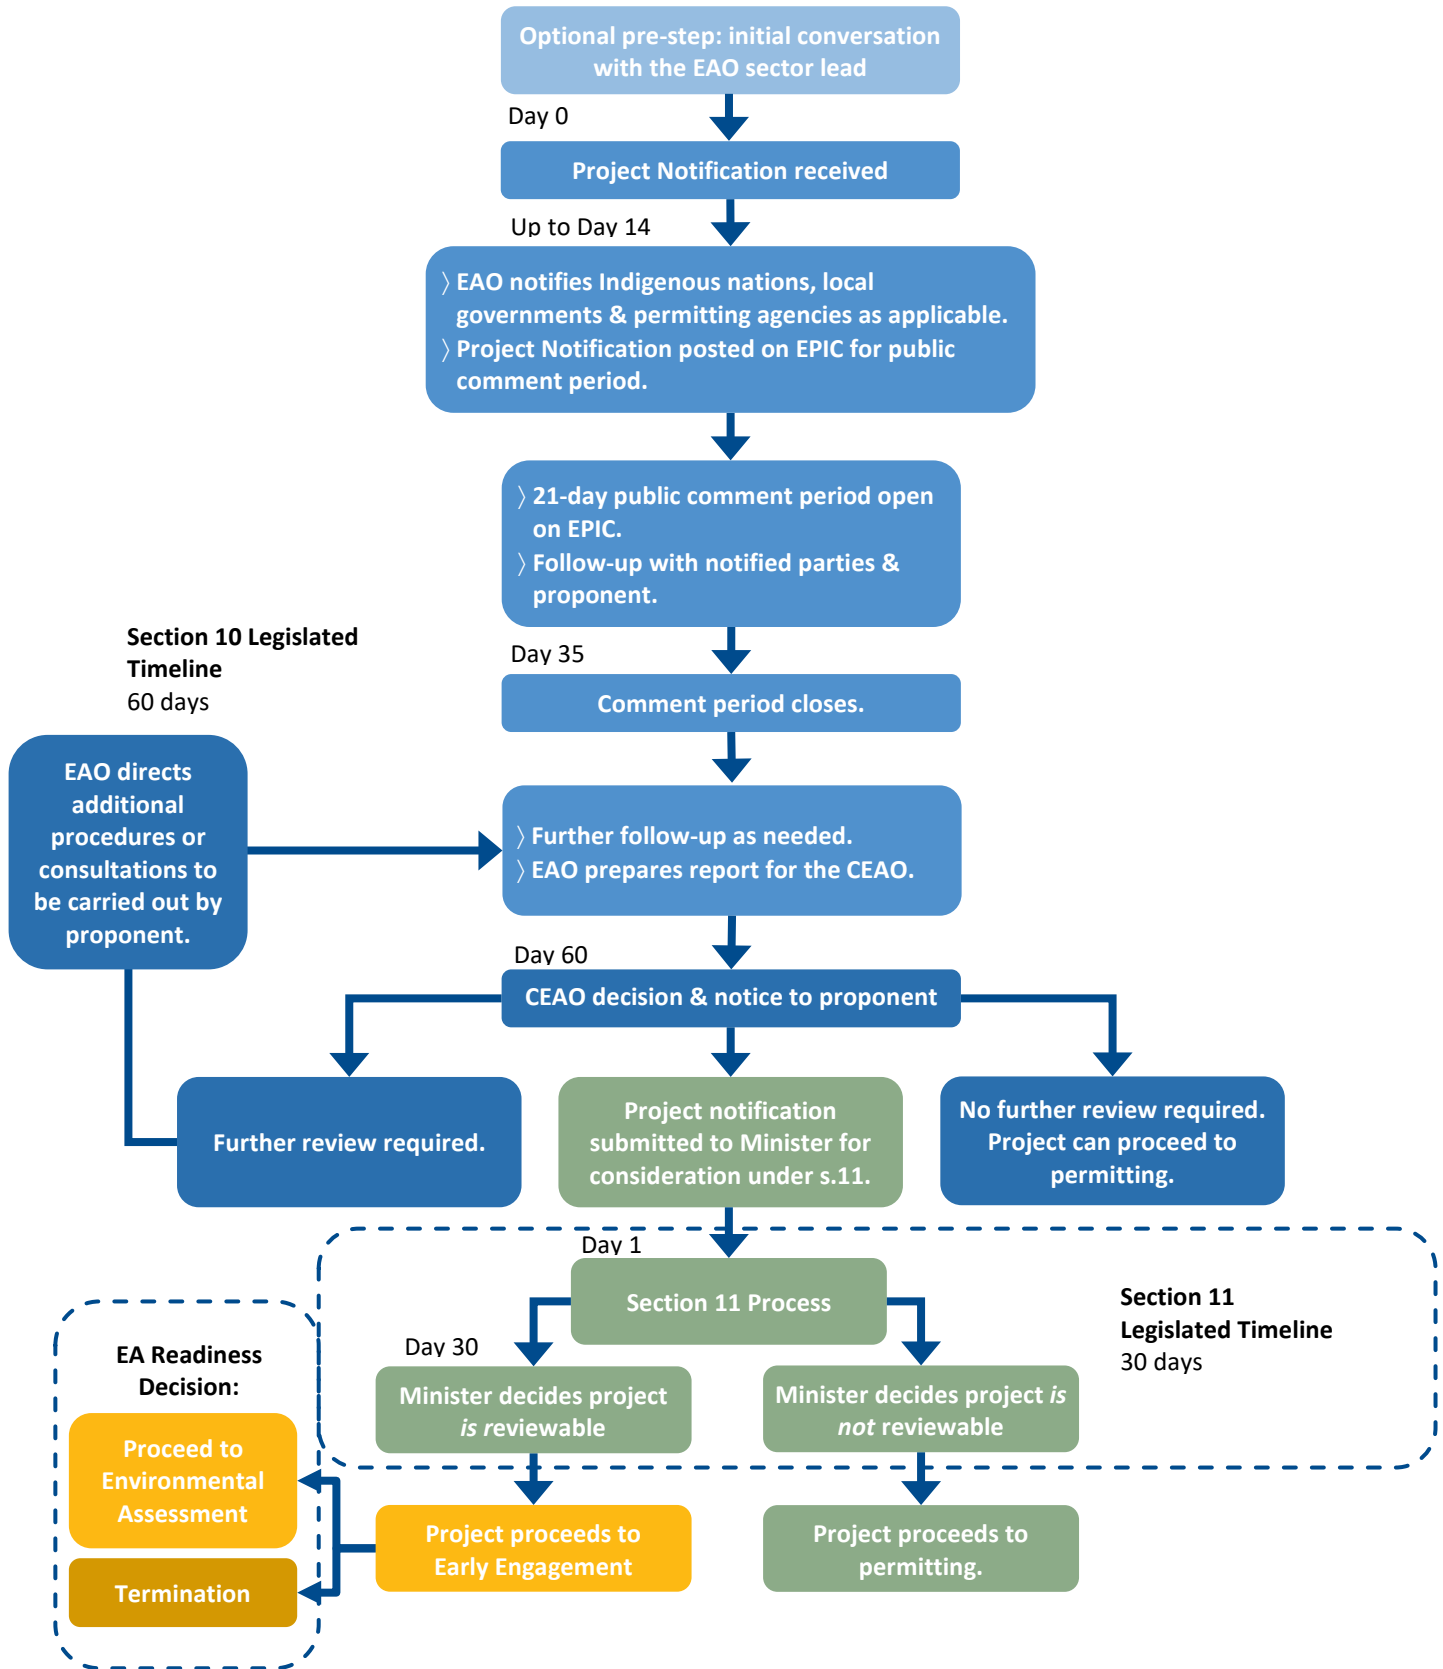 Optional pre-step: initial conversation
with the EAO sector lead
Day 0
Project Notification received
Up to Day 14
〉EAO notifies Indigenous nations, local
governments & permitting agencies as applicable.
〉Project Notification posted on EPIC for public
comment period.
〉21-day public comment period open
on EPIC.
〉Follow-up with notified parties &
proponent.
Section 10 Legislated
Timeline
60 days
Day 35
Comment period closes.
EAO directs
additional
procedures or
consultations to
be carried out by
proponent.
〉Further follow-up as needed.
〉EAO prepares report for the CEAO.
Day 60
CEAO decision & notice to proponent
Further review required.
Project notification
submitted to Minister for
consideration under s.11.
No further review required.
Project can proceed to
permitting.
Day 1
Section 11 Process
Section 11
Legislated Timeline
30 days
Day 30
Minister decides project
is reviewable
Minister decides project is
not reviewable
EA Readiness
Decision:
Proceed to
Environmental
Assessment
Termination
Project proceeds to
Early Engagement
Project proceeds to
permitting.